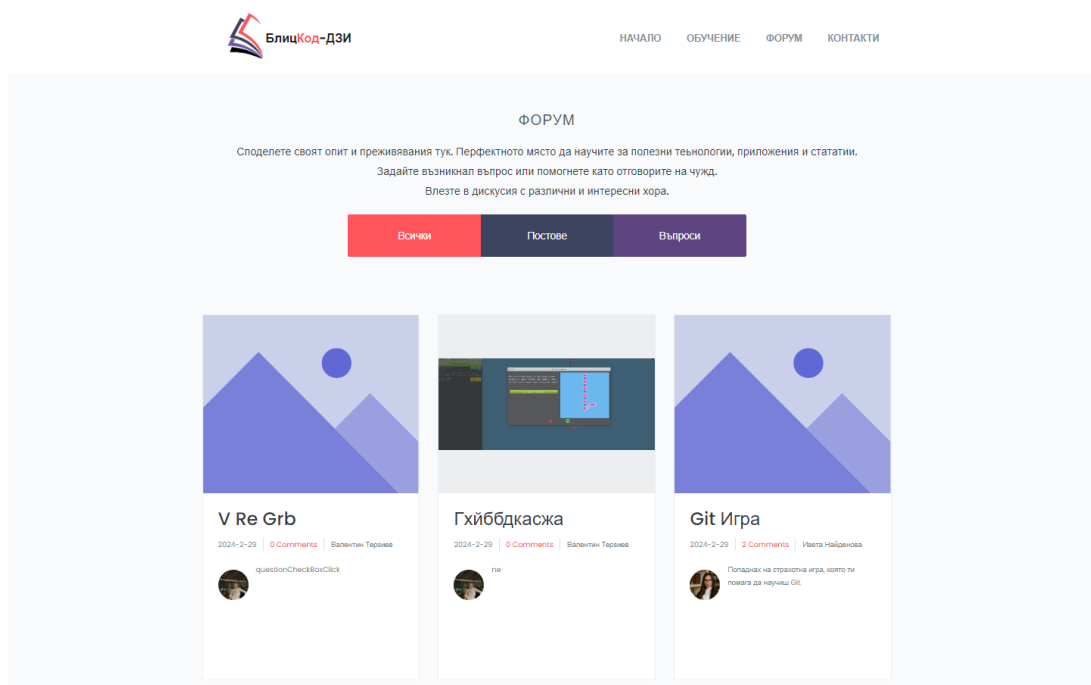 БлицКод-ДЗИ
НАЧАЛО ОБУЧЕНИЕ ФОРУМ КОНТАКТИ
ФОРУМ
Споделете своят опит и преживявания тук. Перфектното място да научите за полезни теьнологии, приложения и стататии.
Задайте възникнал въпрос или помогнете като отговорите на чужд.
Влезте в дискусия с различни и интересни хора.
Всички Постове Въпроси
V Re Grb
2024-2-29 0 Comments Валентин Терзиев
questionCheckBoxClick
Гхйббдкасжа
2024-2-29 0 Comments Валентин Терзиев
ne
Git Игра
2024-2-29 2 Comments Ивета Найденова
Попаднах на страхотна игра, която ти
помага да научиш Git